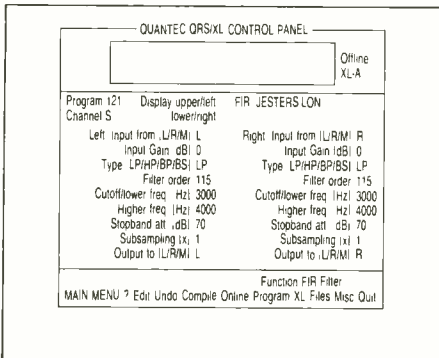 QUANTEC QRS/XL CONTROL PANEL
Offline
XL-A
Program 121 Display upper/left FIR JESTERS LON
Channel S lower/right
Left Input from (L/R/M) L Right Input from (L/R/M) R
Input Gain (dB) 0 Input Gain (dB) 0
Type LP/HP/BP/BS) LP Type LP/HP/BP/BS) LP
Filter order 115 Filter order 115
Cutoff/lower freq Hz) 3000 Cutoff/lower freq Hz) 3000
Higher freq (Hz) 4000 Higher freq (Hz) 4000
Stopband att (dB) 70 Stopband att dB) 70
Subsampling (x) 1 Subsampling (x) 1
Output to (L/R/M) L Output to (L/R/M) R
Function FIR Filter
MAIN MENU ? Edit Undo Compile Online Program XL Files Misc Quit